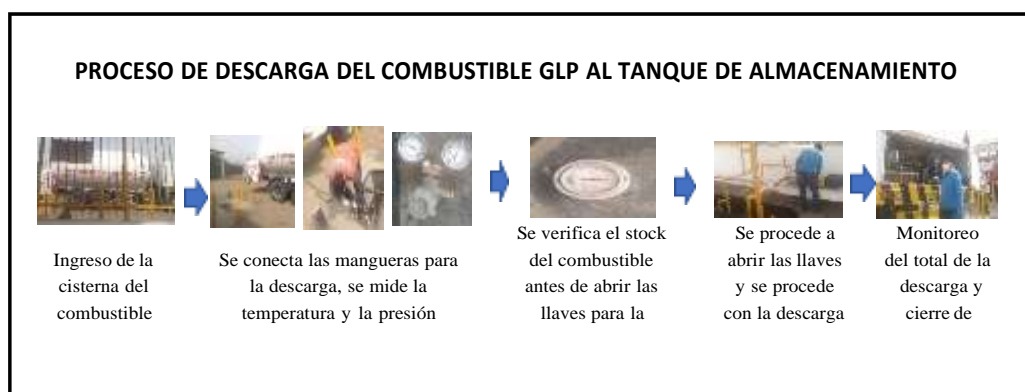 PROCESO DE DESCARGA DEL COMBUSTIBLE GLP AL TANQUE DE ALMACENAMIENTO
Ingreso de la
cisterna del
combustible
Se conecta las mangueras para
la descarga, se mide la
temperatura y la presión
Se verifica el stock
del combustible
antes de abrir las
llaves para la
Se procede a
abrir las llaves
y se procede
con la descarga
Monitoreo
del total de la
descarga y
cierre de